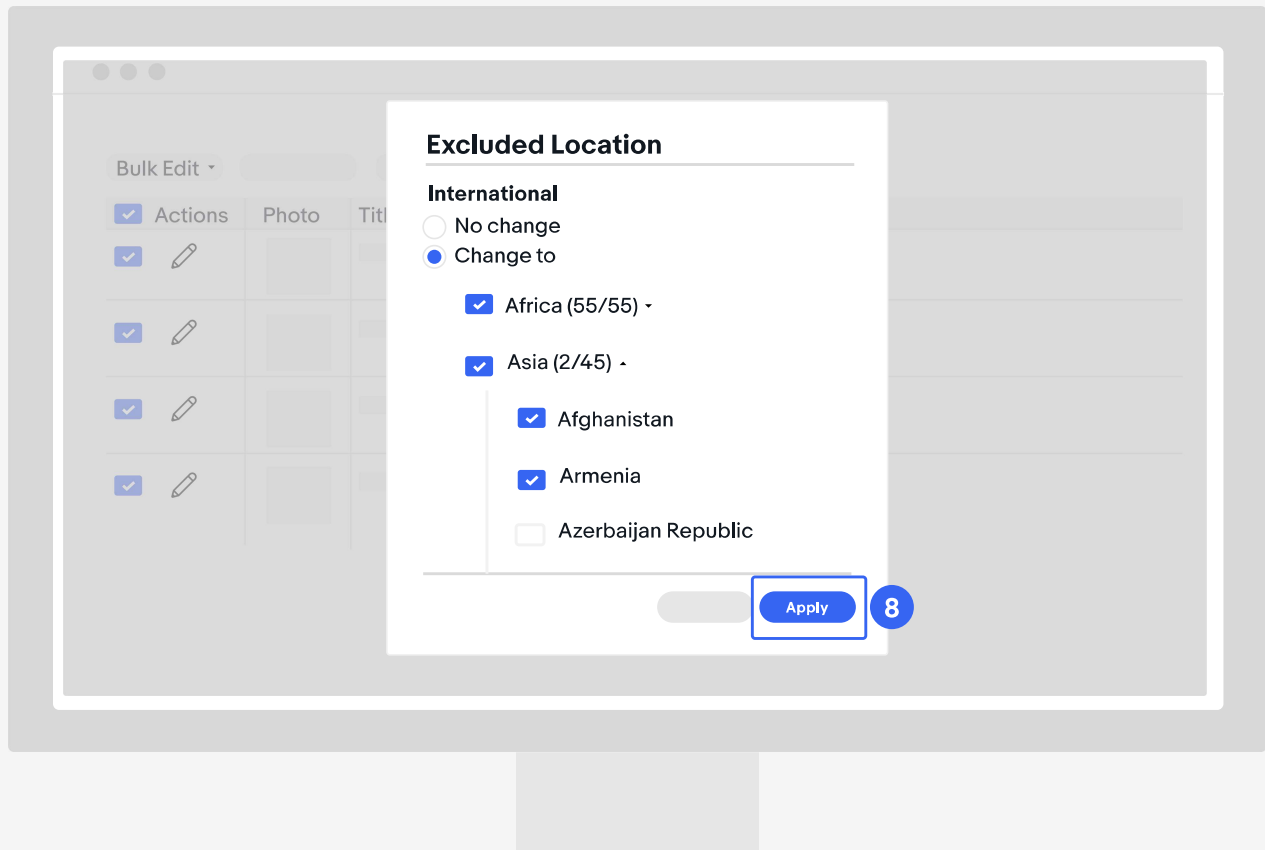 Excluded Location
International
No change
Change to
Africa (55/55)
Asia (2/45)
Afghanistan
Armenia
Azerbaijan Republic
Apply
8
Bulk Edit
Actions Photo